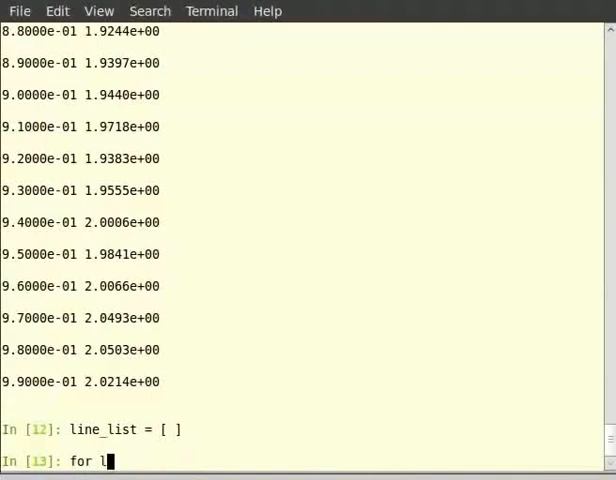 File Edit View Search Terminal Help
8.8000e-01 1.9244e+00
8.9000e-01 1.9397e+00
9.0000e-01 1.9440e+00
9.1000e-01 1.9718e+00
9.2000e-01 1.9383e+00
9.3000e-01 1.9555e+00
9.4000e-01 2.0006e+00
9.5000e-01 1.9841e+00
9.6000e-01 2.0066e+00
9.7000e-01 2.0493e+00
9.8000e-01 2.0503e+00
9.9000e-01 2.0214e+00
In [12]: line_list = [ ]
In [13]: for l